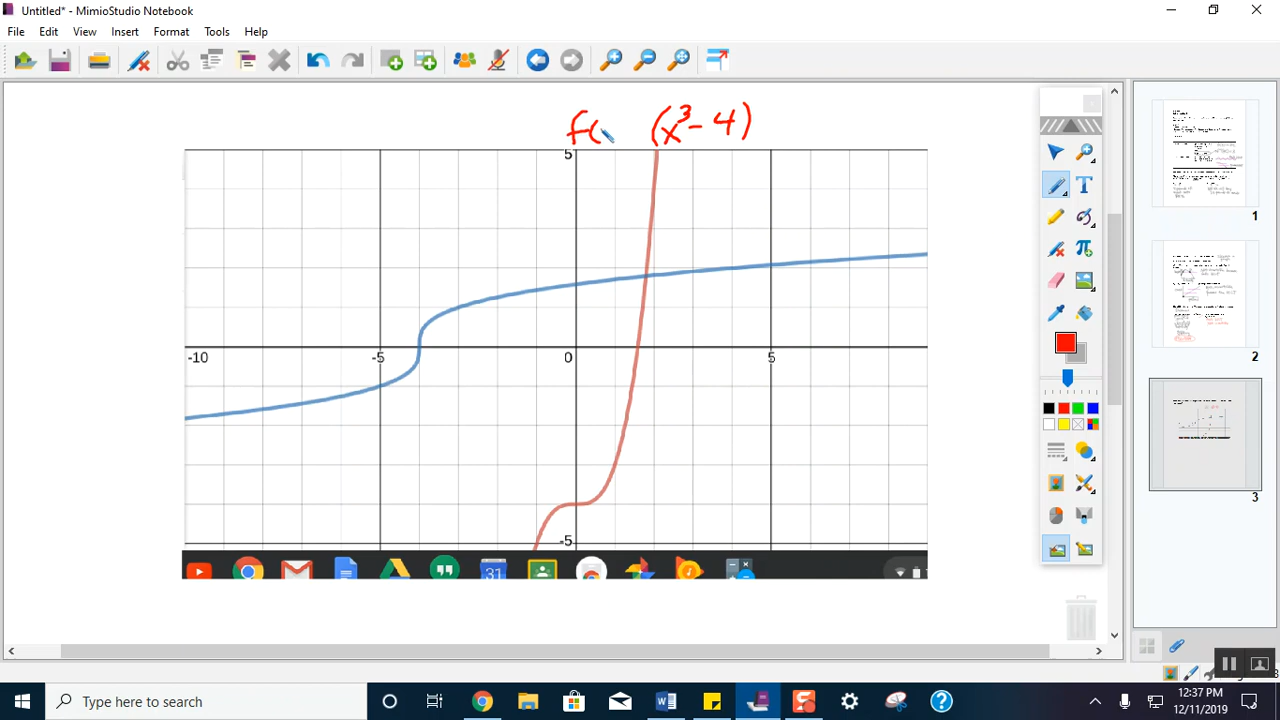 Untitled* - MimioStudio Notebook
File Edit View Insert Format Tools Help
f( (x³ - 4)
5
-10 -5 0 5
-5
31
1
2
3
Type here to search
12:37 PM
12/11/2019